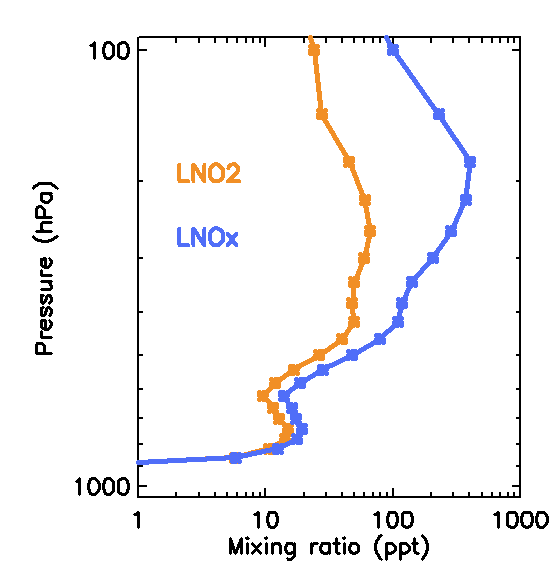 100
LNO2
LNOx
Pressure (hPa)
1000
1 10 100 1000
Mixing ratio (ppt)